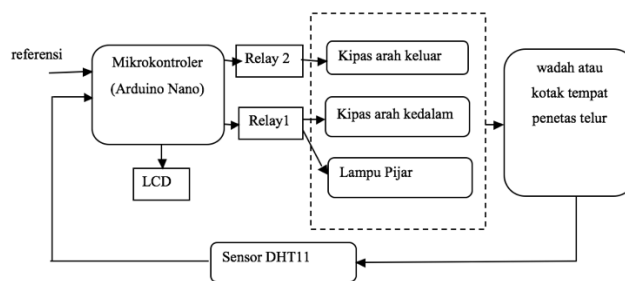 referensi
Mikrokontroler
(Arduino Nano)
Relay 2
Kipas arah keluar
wadah atau
kotak tempat
penetas telur
Relay1
Kipas arah kedalam
LCD
Lampu Pijar
Sensor DHT11